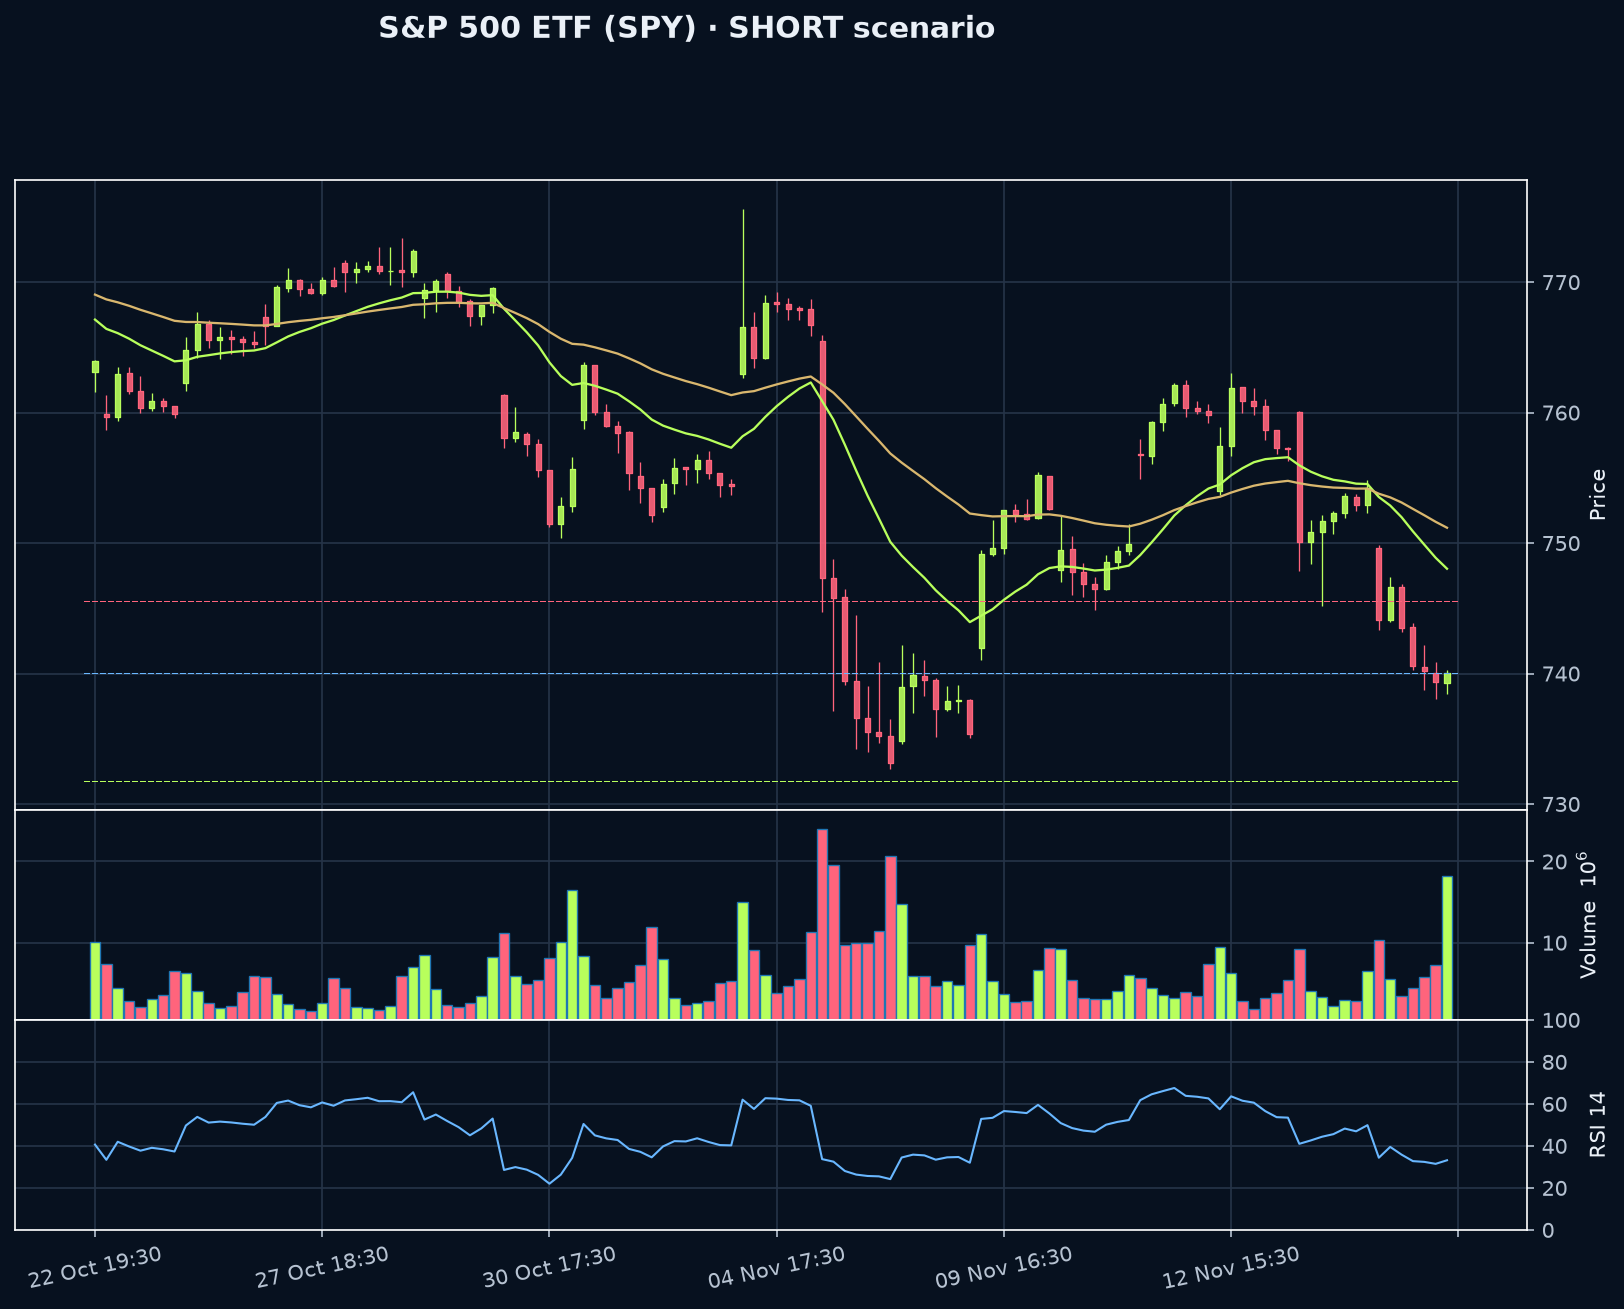 S&P 500 ETF (SPY) · SHORT scenario
770
760
750
740
730
Price
20
10
Volume 10⁶
100
80
60
40
20
0
RSI 14
22 Oct 19:30
27 Oct 18:30
30 Oct 17:30
04 Nov 17:30
09 Nov 16:30
12 Nov 15:30